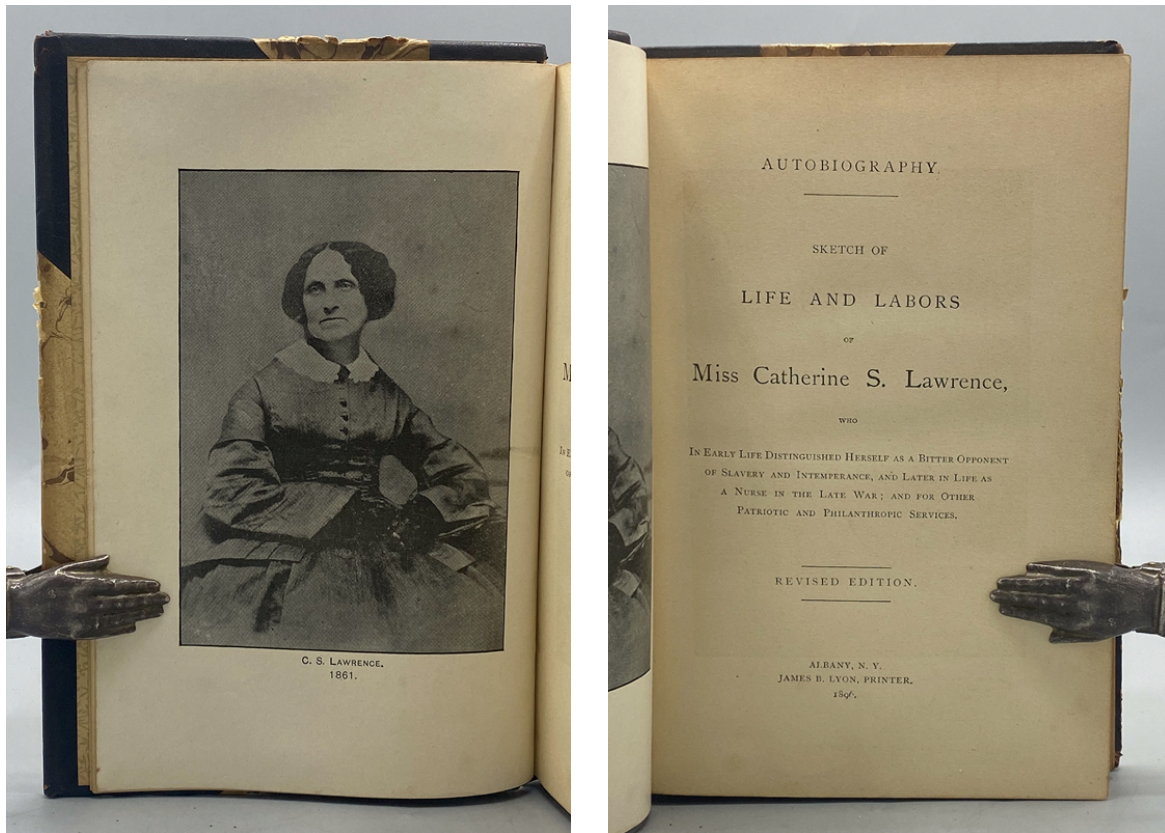 C. S. LAWRENCE.
1861.
AUTOBIOGRAPHY.
SKETCH OF
LIFE AND LABORS
OF
Miss Catherine S. Lawrence,
WHO
IN EARLY LIFE DISTINGUISHED HERSELF AS A BITTER OPPONENT
OF SLAVERY AND INTEMPERANCE, AND LATER IN LIFE AS
A NURSE IN THE LATE WAR; AND FOR OTHER
PATRIOTIC AND PHILANTHROPIC SERVICES.
REVISED EDITION.
ALBANY, N. Y.
JAMES B. LYON, PRINTER.
1896.